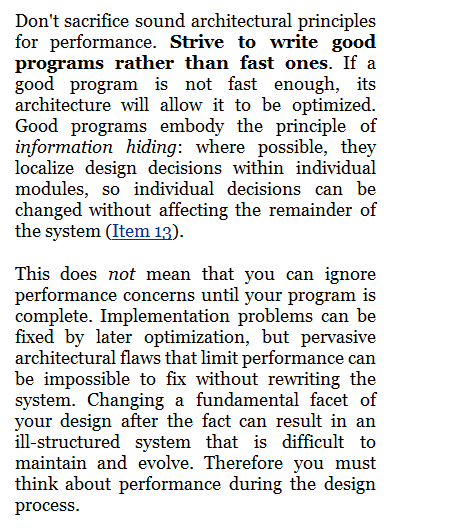 Don't sacrifice sound architectural principles
for performance. Strive to write good
programs rather than fast ones. If a
good program is not fast enough, its
architecture will allow it to be optimized.
Good programs embody the principle of
information hiding: where possible, they
localize design decisions within individual
modules, so individual decisions can be
changed without affecting the remainder of
the system (Item 13).
This does not mean that you can ignore
performance concerns until your program is
complete. Implementation problems can be
fixed by later optimization, but pervasive
architectural flaws that limit performance can
be impossible to fix without rewriting the
system. Changing a fundamental facet of
your design after the fact can result in an
ill-structured system that is difficult to
maintain and evolve. Therefore you must
think about performance during the design
process.